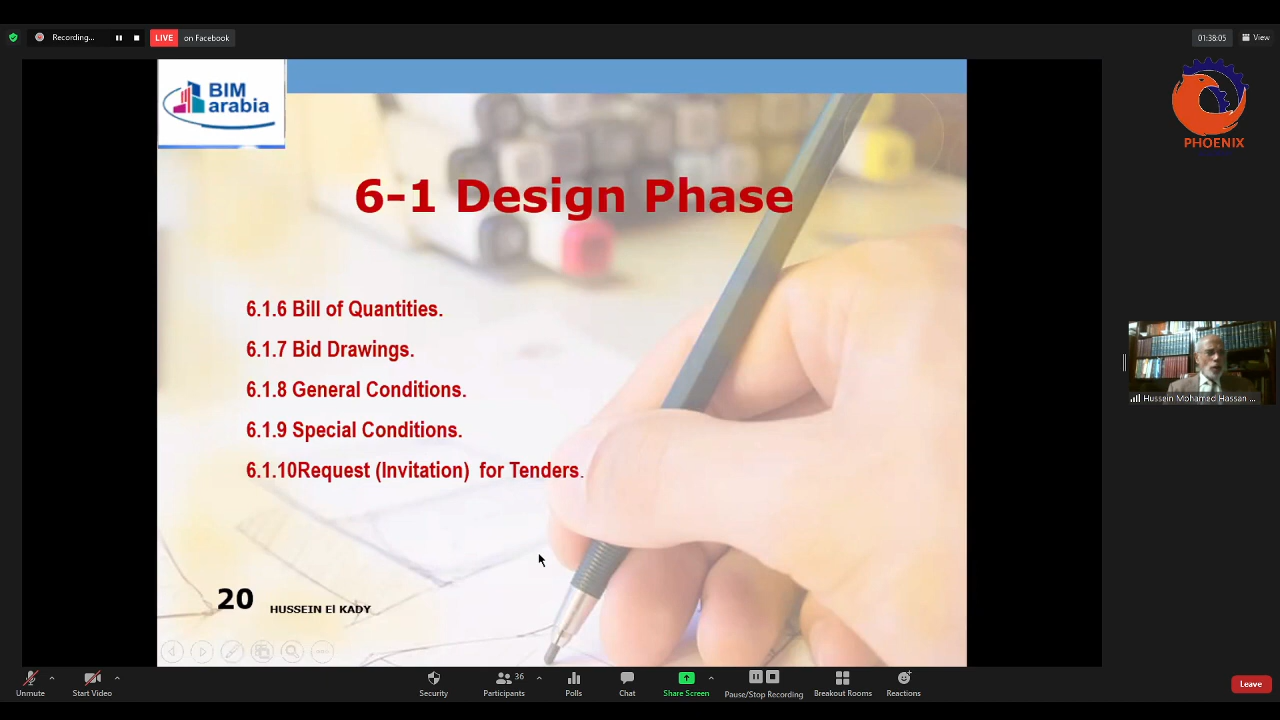 Recording...
LIVE on Facebook
01:38:05 View
BIM
arabia
PHOENIX
6-1 Design Phase
6.1.6 Bill of Quantities.
6.1.7 Bid Drawings.
6.1.8 General Conditions.
6.1.9 Special Conditions.
6.1.10Request (Invitation) for Tenders.
Hussein Mohamed Hassan ...
20 HUSSEIN El KADY
Unmute Start Video Security Participants 36 Polls Chat Share Screen Pause/Stop Recording Breakout Rooms Reactions Leave